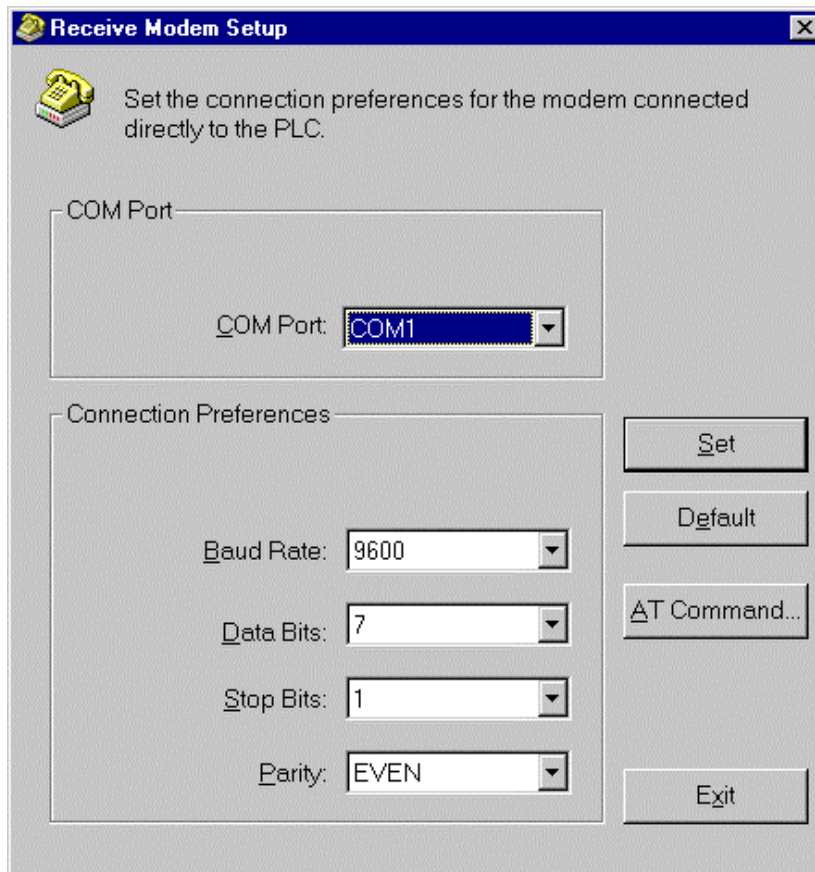 Receive Modem Setup
Set the connection preferences for the modem connected
directly to the PLC.
COM Port
COM Port: COM1
Connection Preferences
Set
Default
Baud Rate: 9600
AT Command...
Data Bits: 7
Stop Bits: 1
Parity: EVEN
Exit